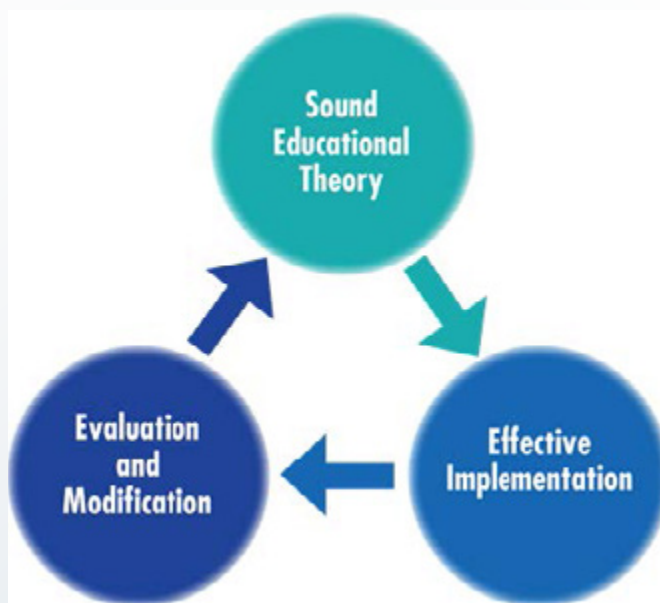 Sound
Educational
Theory
Effective
Implementation
Evaluation
and
Modification